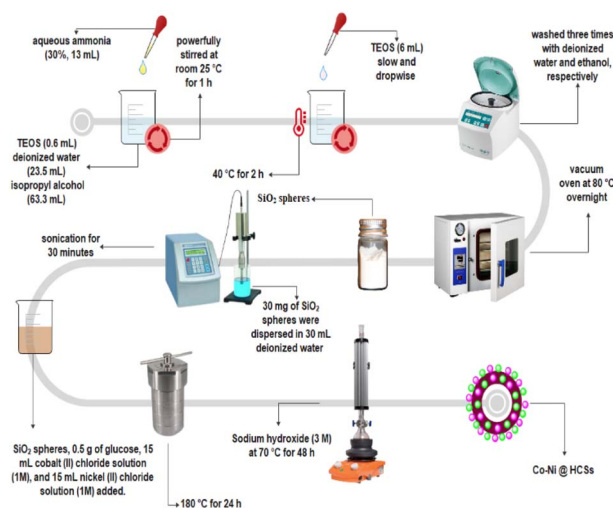 aqueous ammonia
(30%, 13 mL)
powerfully
stirred at
room 25 °C
for 1 h
TEOS (6 mL)
slow and
dropwise
washed three times
with deionized
water and ethanol,
respectively
TEOS (0.6 mL)
deionized water
(23.5 mL)
isopropyl alcohol
(63.3 mL)
40 °C for 2 h
vacuum
oven at 80 °C
overnight
SiO₂ spheres
sonication for
30 minutes
30 mg of SiO₂
spheres were
dispersed in 30 mL
deionized water
SiO₂ spheres, 0.5 g of glucose, 15
mL cobalt (II) chloride solution
(1M), and 15 mL nickel (II) chloride
solution (1M) added.
180 °C for 24 h
Sodium hydroxide (3 M)
at 70 °C for 48 h
Co-Ni @ HCSs